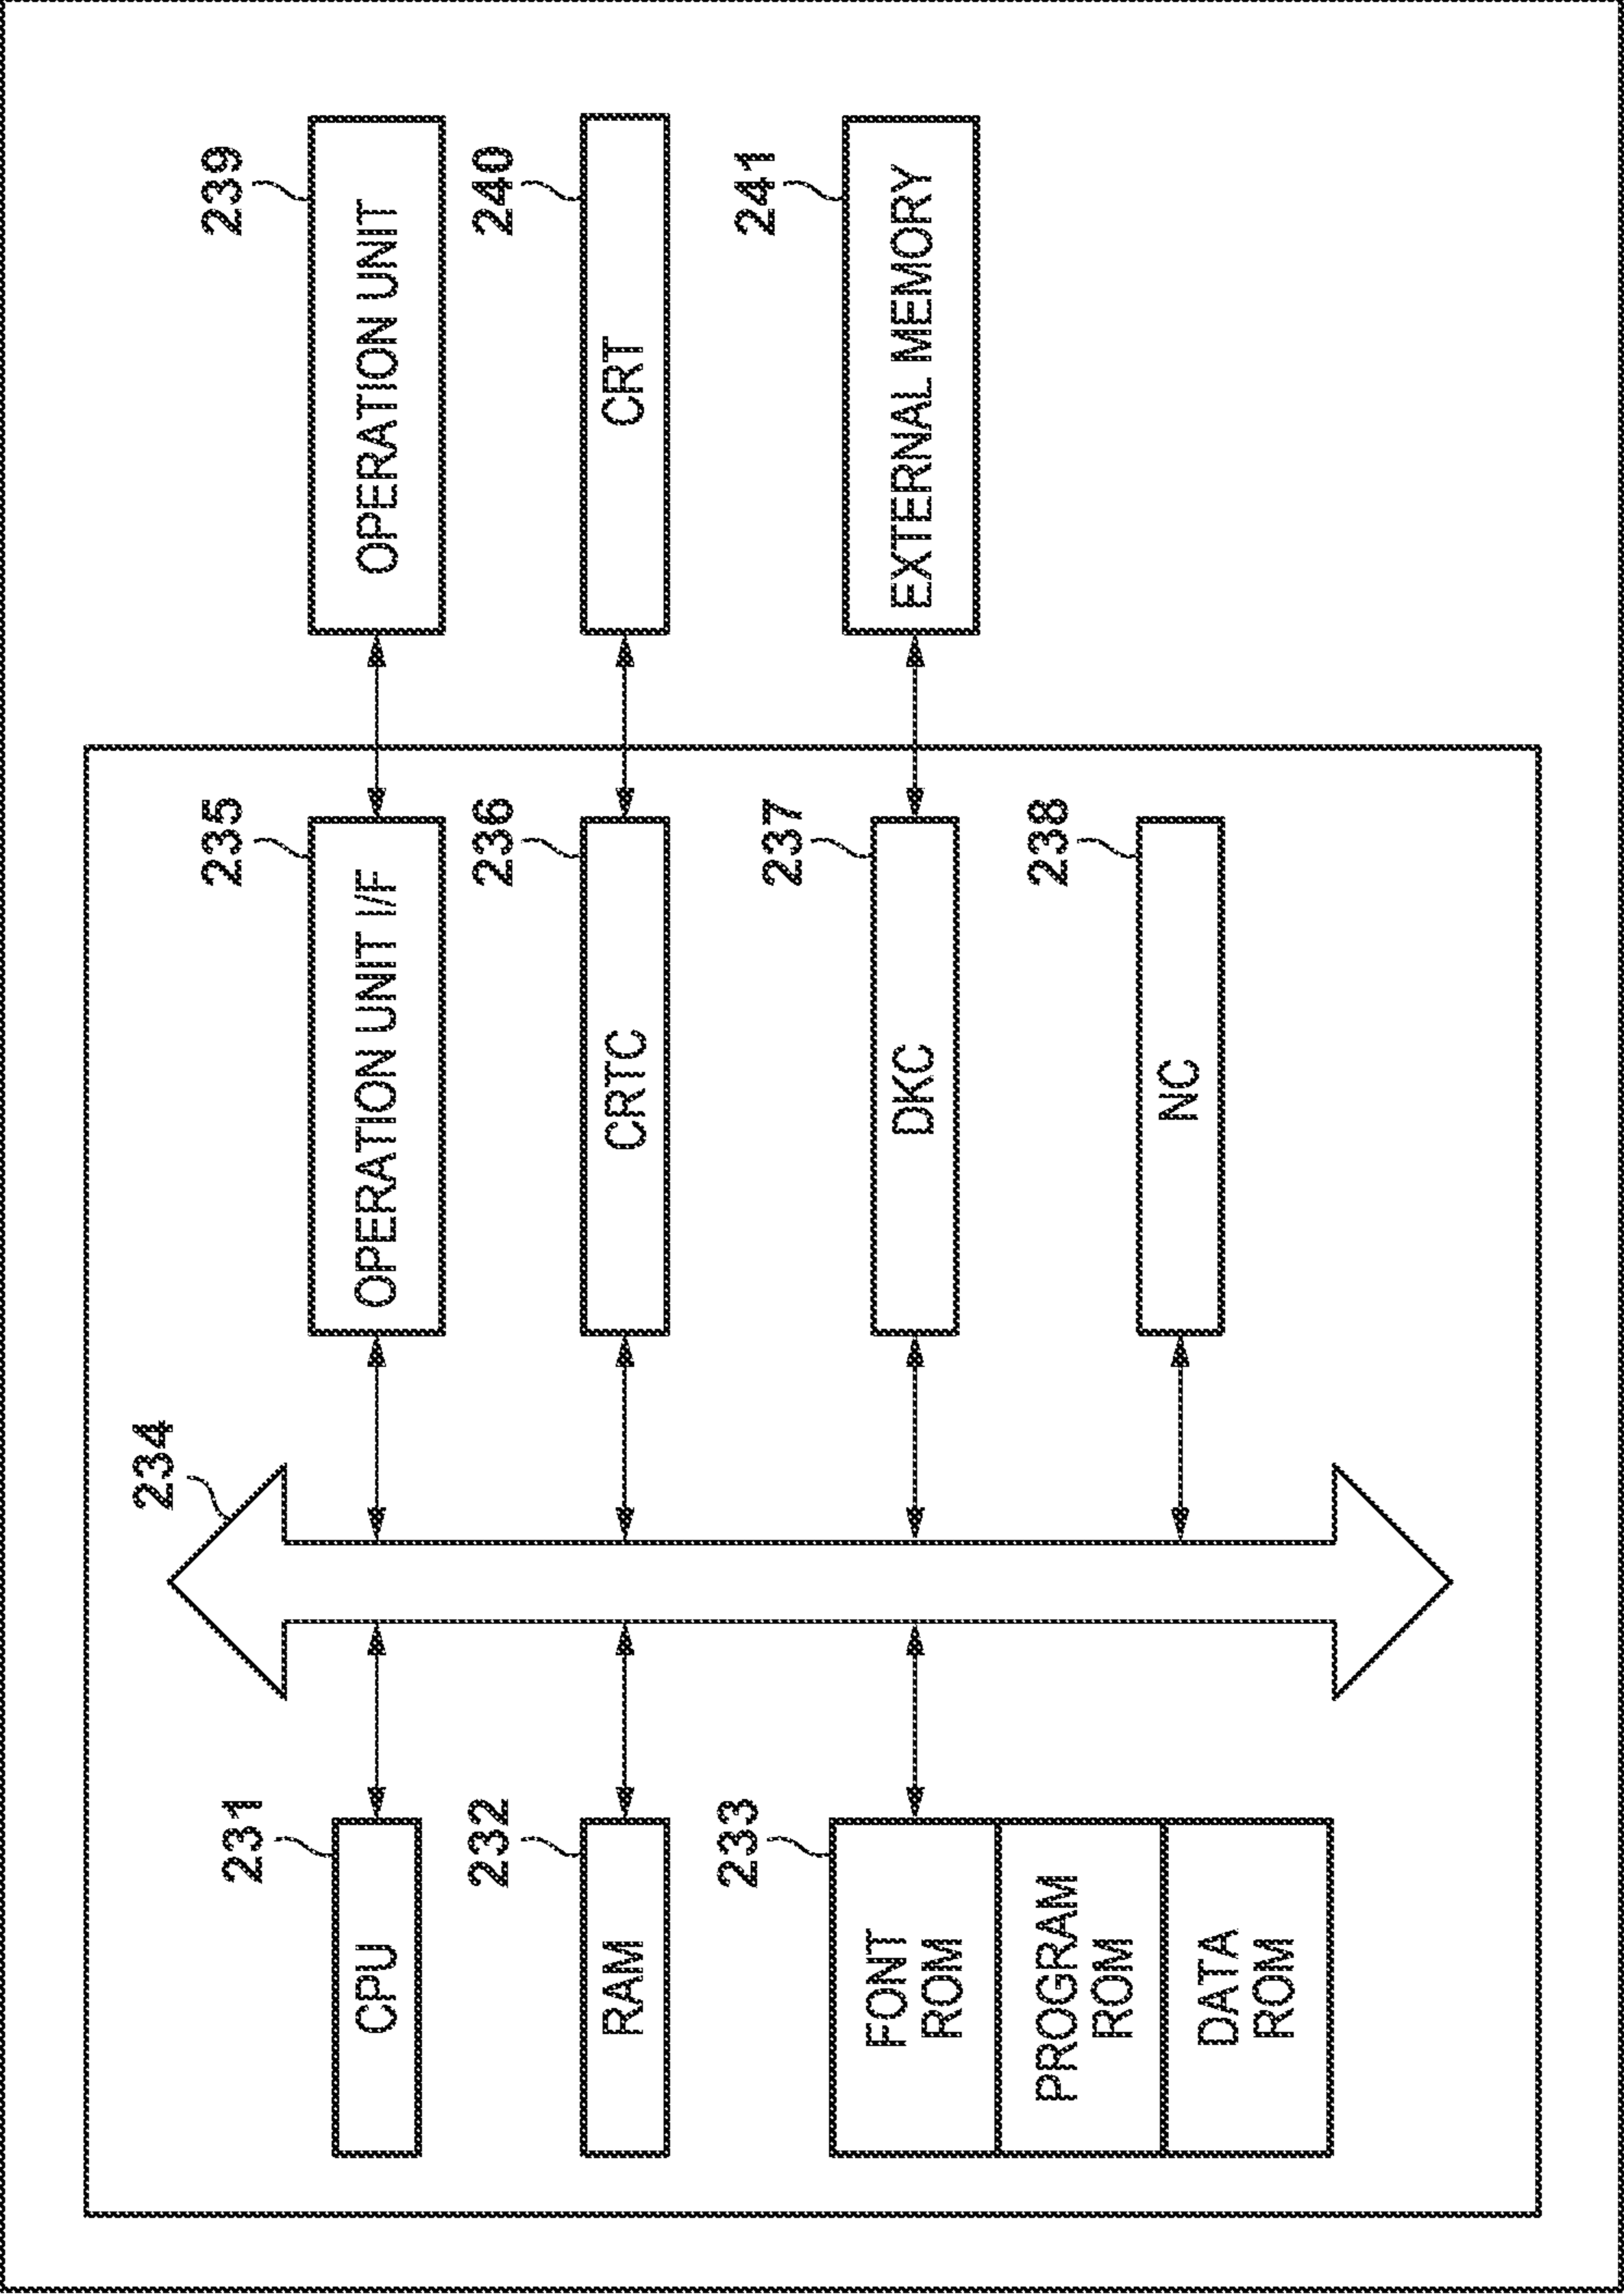 234
231
CPU
232
RAM
233
FONT
ROM
PROGRAM
ROM
DATA
ROM
235
OPERATION UNIT I/F
236
CRTC
237
DKC
238
NC
239
OPERATION UNIT
240
CRT
241
EXTERNAL MEMORY